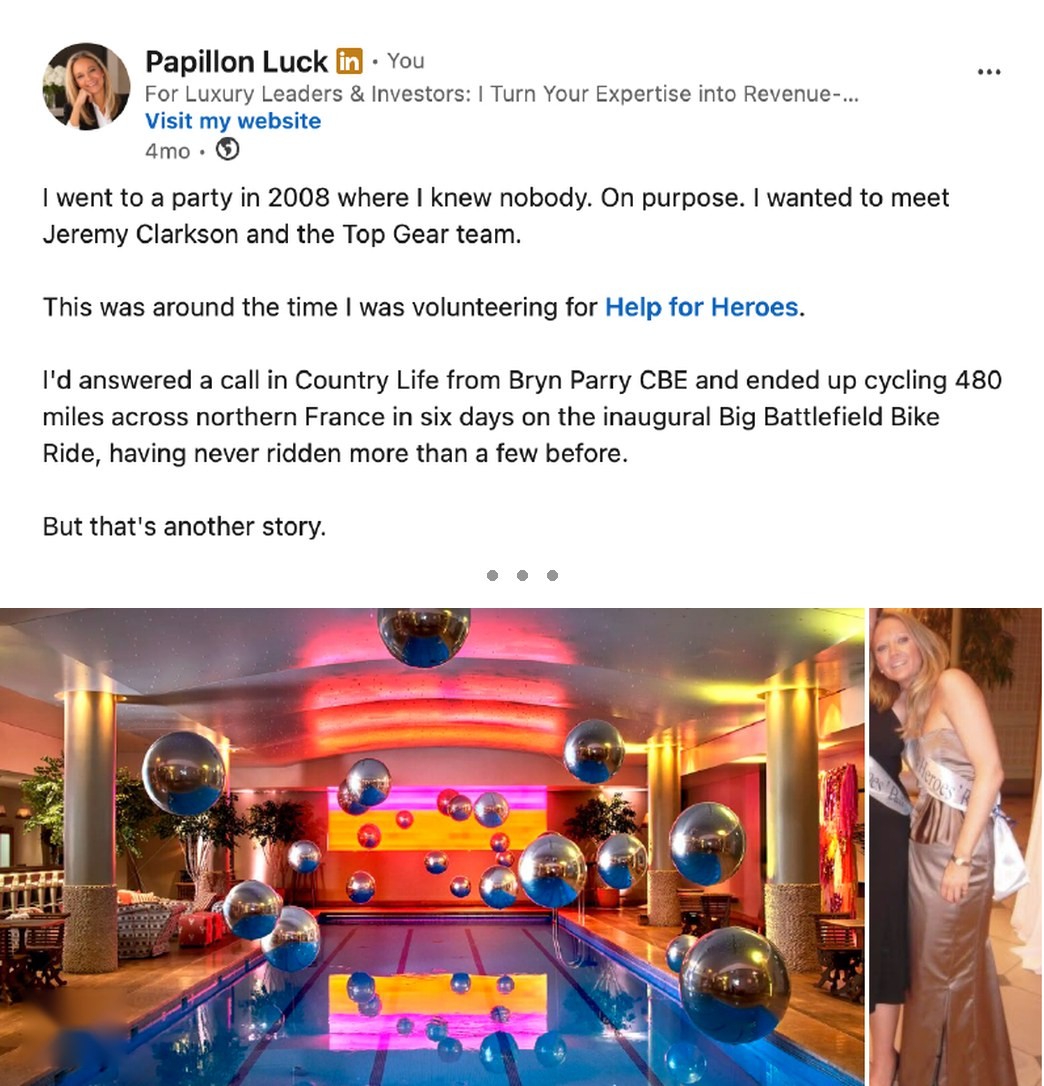 Papillon Luck in • You
For Luxury Leaders & Investors: I Turn Your Expertise into Revenue-...
Visit my website
4mo •
I went to a party in 2008 where I knew nobody. On purpose. I wanted to meet
Jeremy Clarkson and the Top Gear team.
This was around the time I was volunteering for Help for Heroes.
I'd answered a call in Country Life from Bryn Parry CBE and ended up cycling 480
miles across northern France in six days on the inaugural Big Battlefield Bike
Ride, having never ridden more than a few before.
But that's another story.